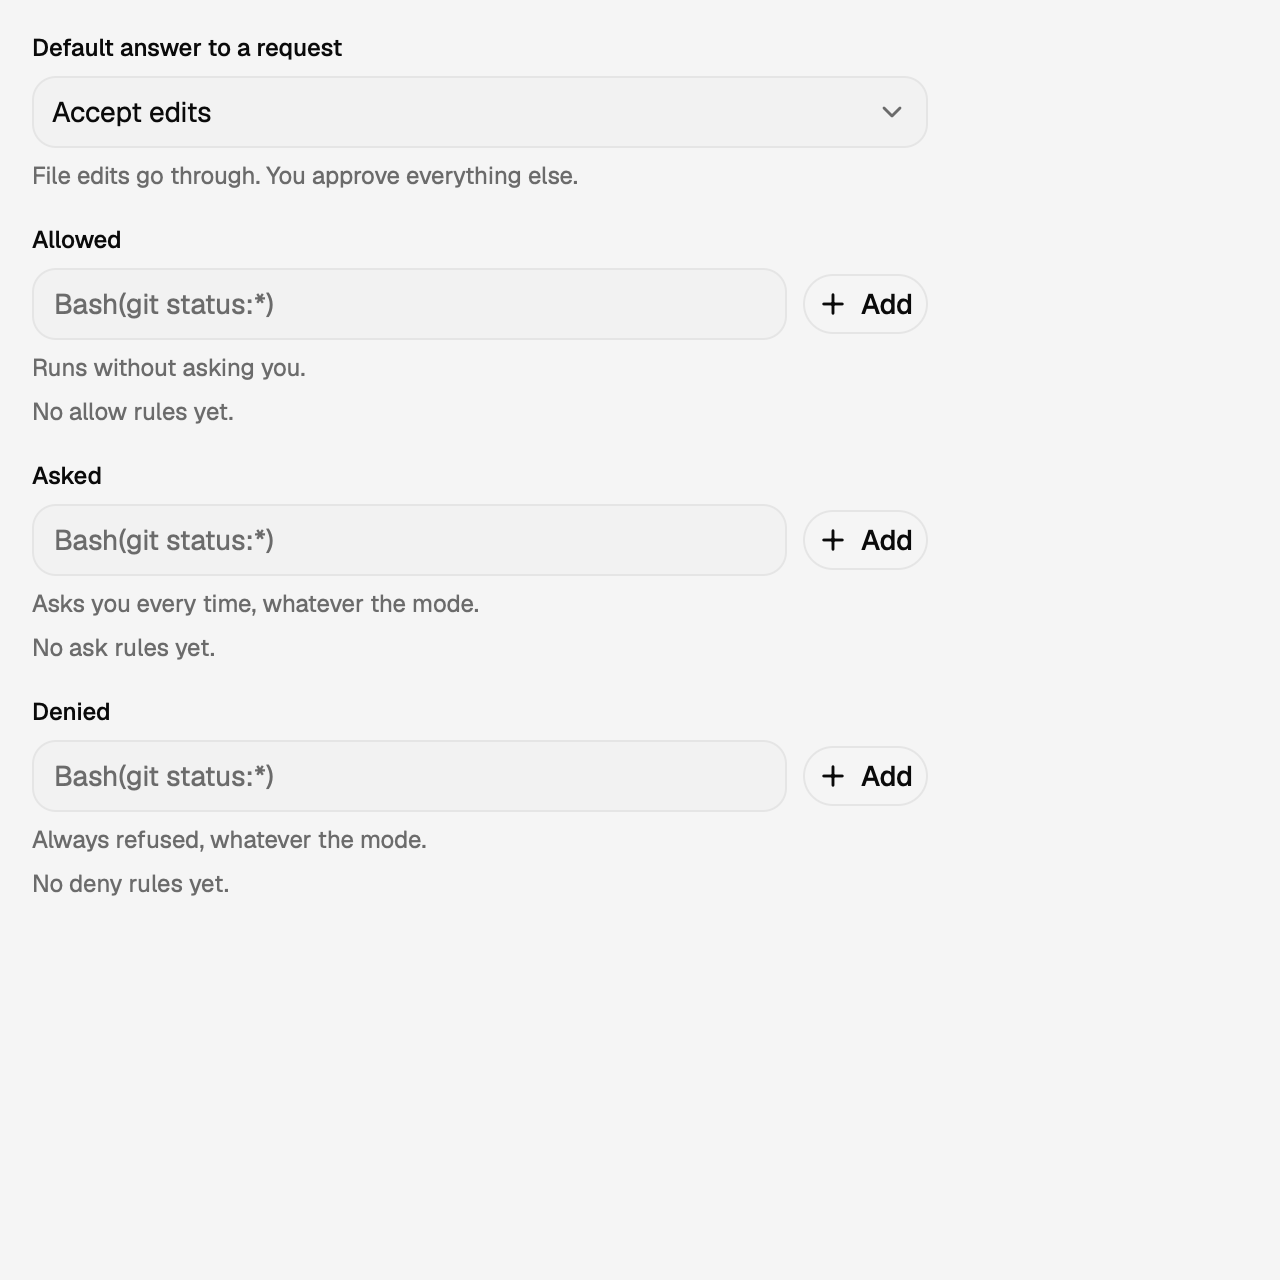 Default answer to a request
Accept edits
File edits go through. You approve everything else.
Allowed
Bash(git status:*)
Add
Runs without asking you.
No allow rules yet.
Asked
Bash(git status:*)
Add
Asks you every time, whatever the mode.
No ask rules yet.
Denied
Bash(git status:*)
Add
Always refused, whatever the mode.
No deny rules yet.